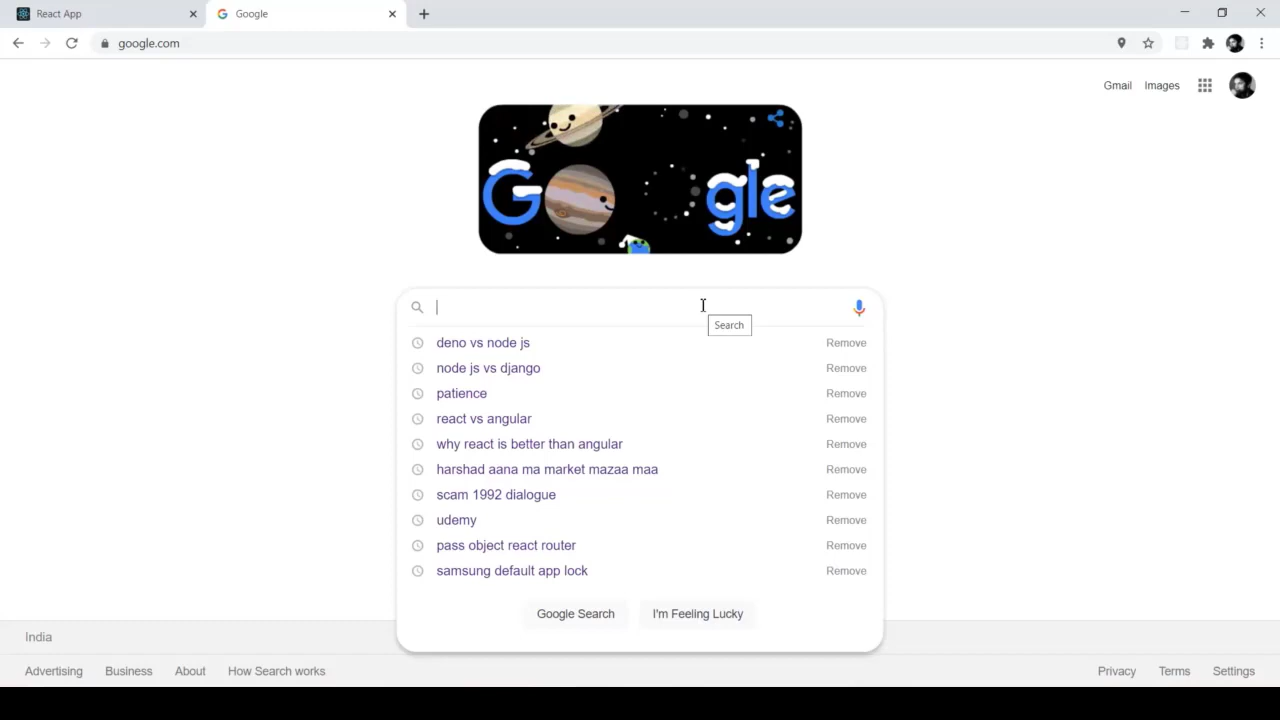 React App
Google
google.com
Gmail Images
Google
Search
deno vs node js Remove
node js vs django Remove
patience Remove
react vs angular Remove
why react is better than angular Remove
harshad aana ma market mazaa maa Remove
scam 1992 dialogue Remove
udemy Remove
pass object react router Remove
samsung default app lock Remove
Google Search I'm Feeling Lucky
India
Advertising Business About How Search works Privacy Terms Settings